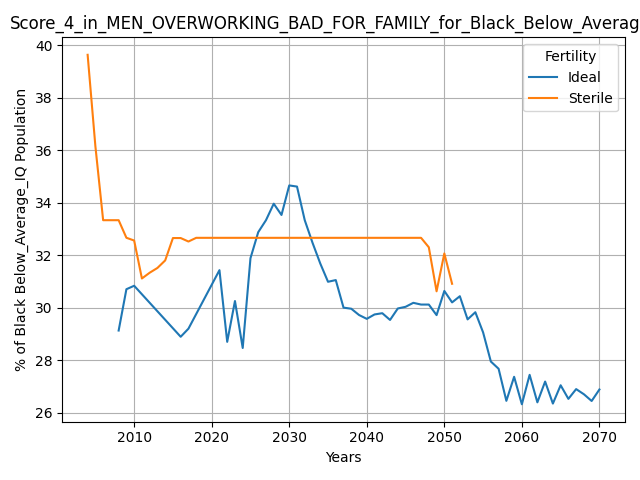 Score_4_in_MEN_OVERWORKING_BAD_FOR_FAMILY_for_Black_Below_Averag
Fertility
Ideal
Sterile
% of Black Below_Average_IQ Population
40
38
36
34
32
30
28
26
2010 2020 2030 2040 2050 2060 2070
Years